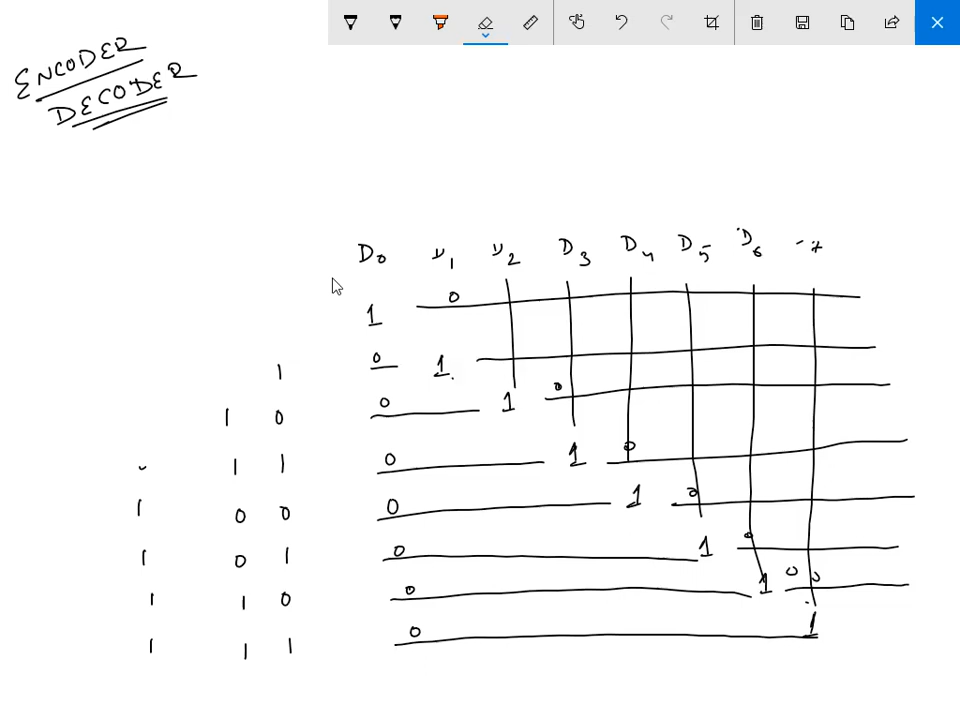 ENCODER
DECODER
D0 D1 D2 D3 D4 D5 D6 -7
1 0
1 0 1
1 0 0 1 0
1 1 0 1 0
1 0 0 0 1 0
1 0 1 0 1 0
1 1 0 0 1 0 0
1 1 1 0 1